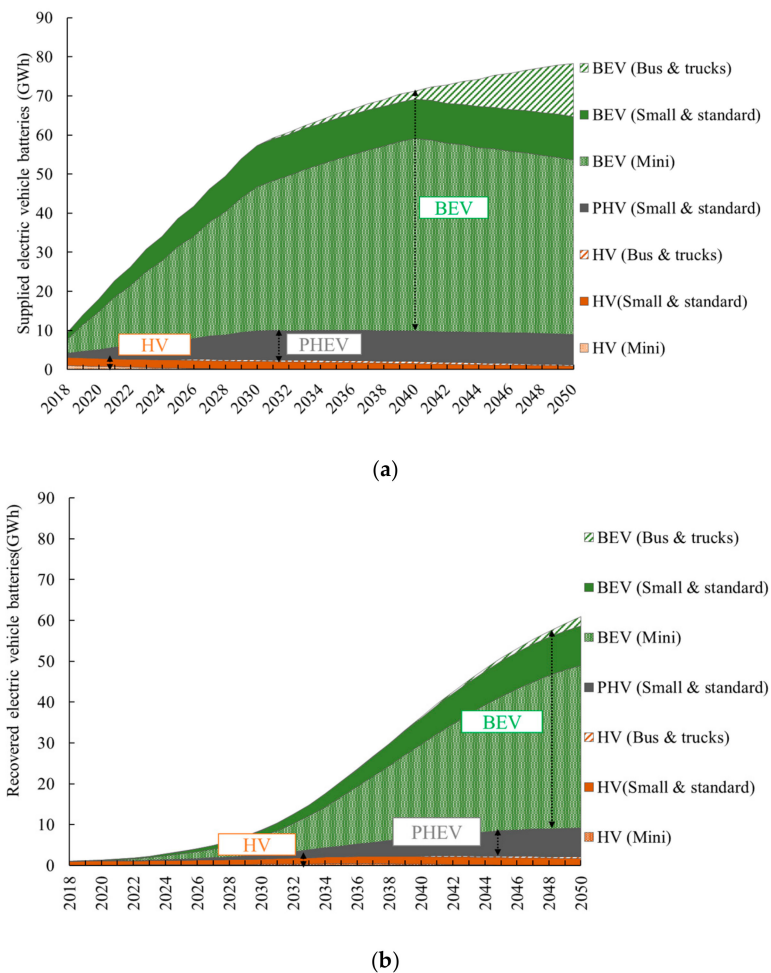 90
80
70
60
50
40
30
20
10
0
Supplied electric vehicle batteries (GWh)
BEV
HV
PHEV
2018
2020
2022
2024
2026
2028
2030
2032
2034
2036
2038
2040
2042
2044
2046
2048
2050
BEV (Bus & trucks)
BEV (Small & standard)
BEV (Mini)
PHV (Small & standard)
HV (Bus & trucks)
HV(Small & standard)
HV (Mini)
(a)
90
80
70
60
50
40
30
20
10
0
Recovered electric vehicle batteries(GWh)
BEV
PHEV
HV
2018
2020
2022
2024
2026
2028
2030
2032
2034
2036
2038
2040
2042
2044
2046
2048
2050
BEV (Bus & trucks)
BEV (Small & standard)
BEV (Mini)
PHV (Small & standard)
HV (Bus & trucks)
HV(Small & standard)
HV (Mini)
(b)